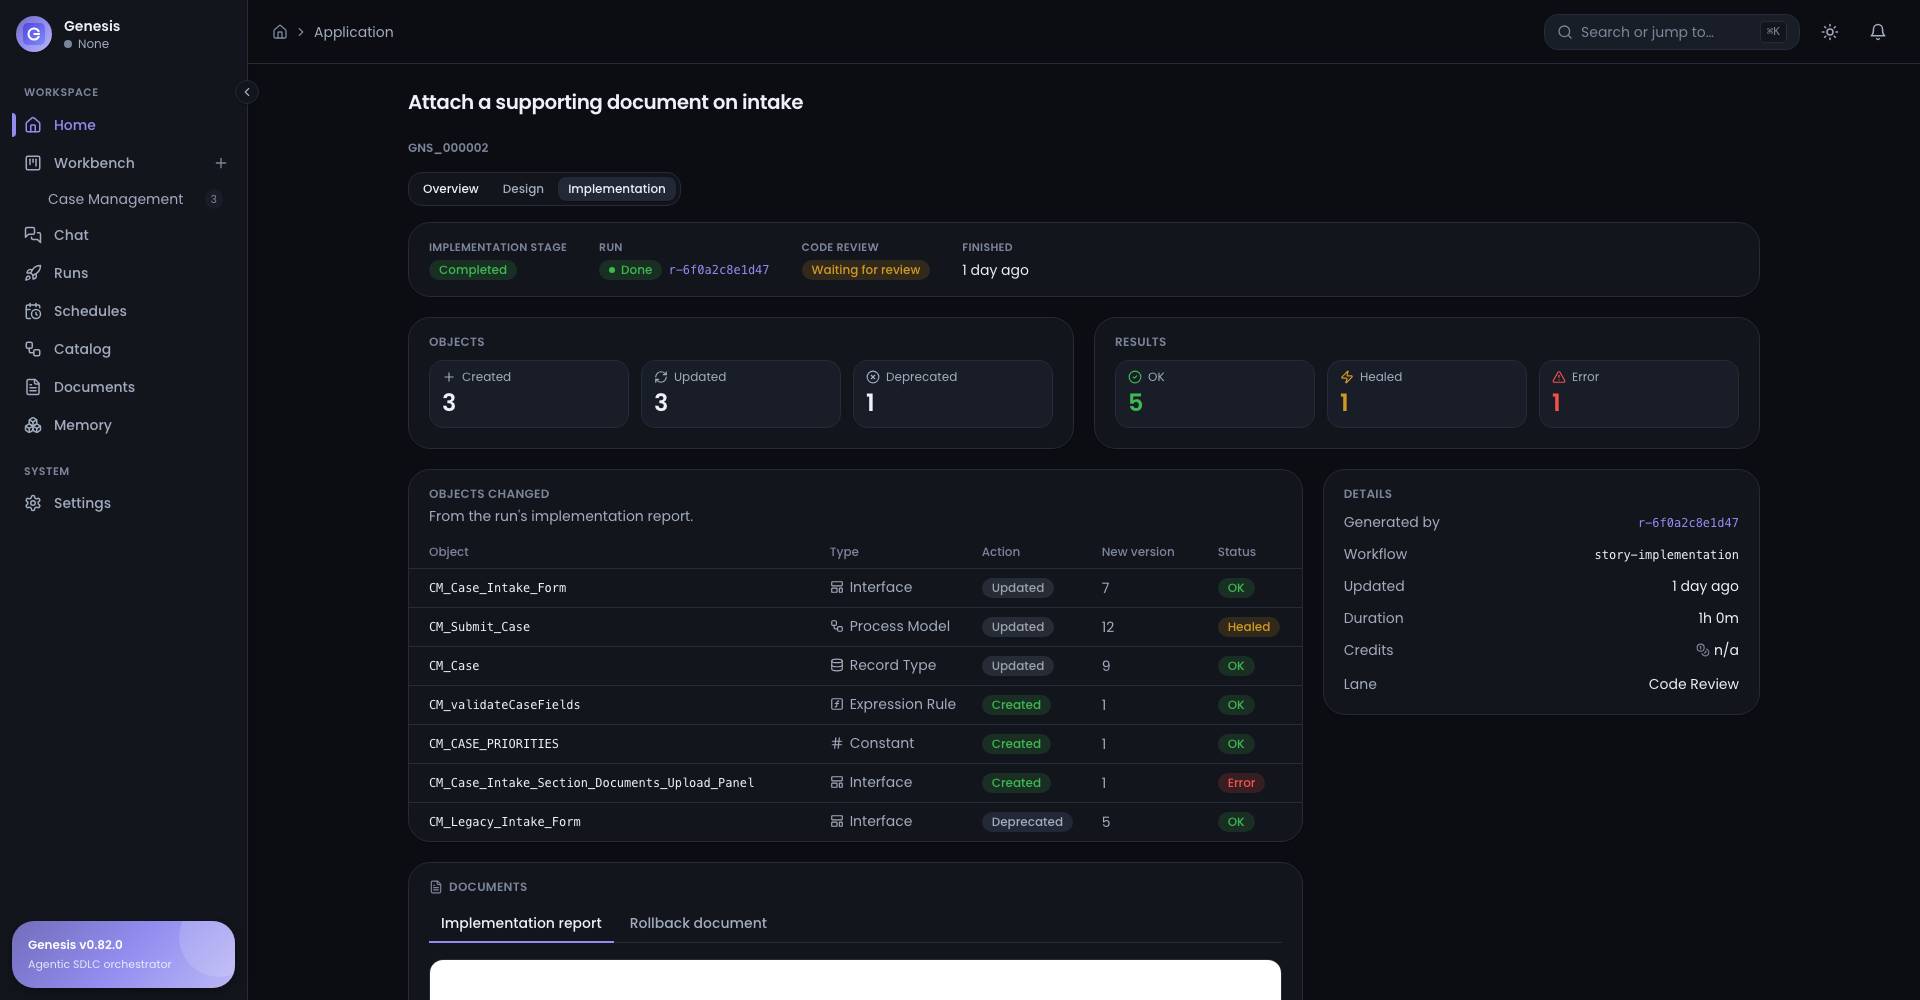 Genesis
None
WORKSPACE
Home
Workbench
Case Management 3
Chat
Runs
Schedules
Catalog
Documents
Memory
SYSTEM
Settings
Genesis v0.82.0
Agentic SDLC orchestrator
Application
Search or jump to... ⌘K
Attach a supporting document on intake
GNS_000002
Overview Design Implementation
IMPLEMENTATION STAGE RUN CODE REVIEW FINISHED
Completed Done r-6f0a2c8e1d47 Waiting for review 1 day ago
OBJECTS
Created Updated Deprecated
3 3 1
RESULTS
OK Healed Error
5 1 1
OBJECTS CHANGED
From the run's implementation report.
Object Type Action New version Status
CM_Case_Intake_Form Interface Updated 7 OK
CM_Submit_Case Process Model Updated 12 Healed
CM_Case Record Type Updated 9 OK
CM_validateCaseFields Expression Rule Created 1 OK
CM_CASE_PRIORITIES Constant Created 1 OK
CM_Case_Intake_Section_Documents_Upload_Panel Interface Created 1 Error
CM_Legacy_Intake_Form Interface Deprecated 5 OK
DETAILS
Generated by r-6f0a2c8e1d47
Workflow story-implementation
Updated 1 day ago
Duration 1h 0m
Credits n/a
Lane Code Review
DOCUMENTS
Implementation report Rollback document